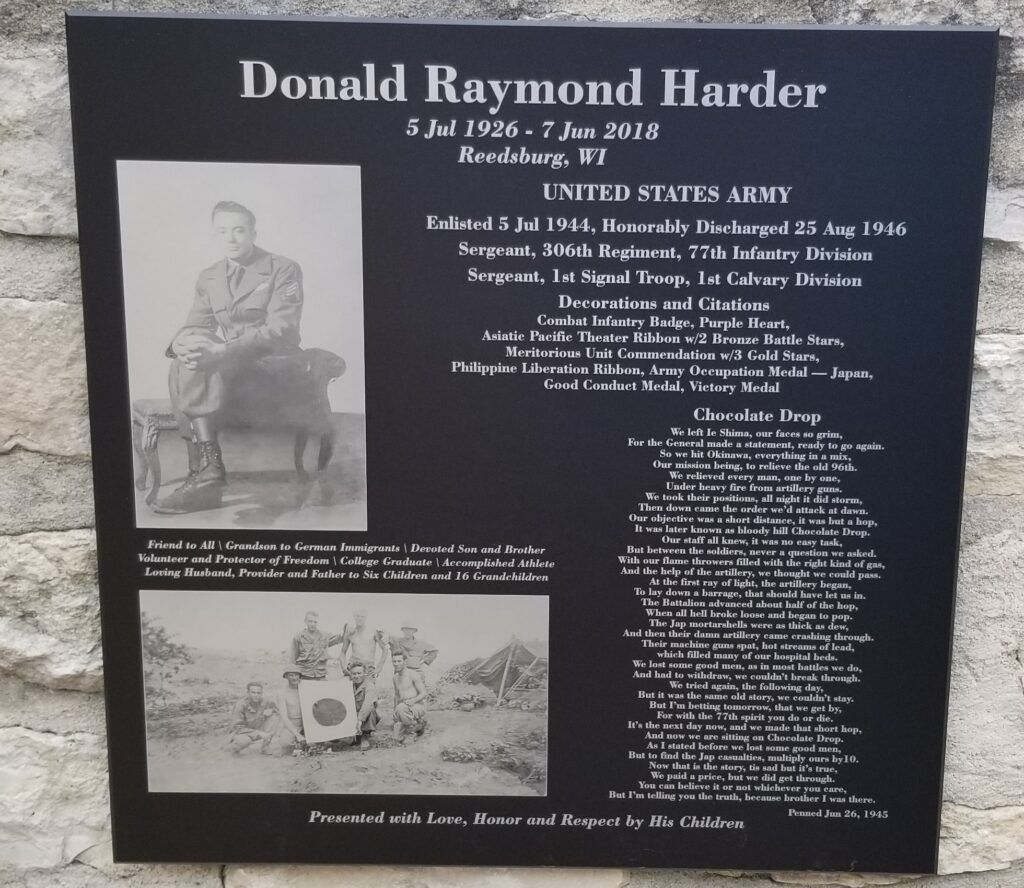 Donald Raymond Harder
5 Jul 1926 - 7 Jun 2018
Reedsburg, WI
UNITED STATES ARMY
Enlisted 5 Jul 1944, Honorably Discharged 25 Aug 1946
Sergeant, 306th Regiment, 77th Infantry Division
Sergeant, 1st Signal Troop, 1st Calvary Division
Decorations and Citations
Combat Infantry Badge, Purple Heart,
Asiatic Pacific Theater Ribbon w/2 Bronze Battle Stars,
Meritorious Unit Commendation w/3 Gold Stars,
Philippine Liberation Ribbon, Army Occupation Medal — Japan,
Good Conduct Medal, Victory Medal
Friend to All \ Grandson to German Immigrants \ Devoted Son and Brother
Volunteer and Protector of Freedom \ College Graduate \ Accomplished Athlete
Loving Husband, Provider and Father to Six Children and 16 Grandchildren
Chocolate Drop
We left Ie Shima, our faces so grim,
For the General made a statement, ready to go again.
So we hit Okinawa, everything in a mix,
Our mission being, to relieve the old 96th.
We relieved every man, one by one,
Under heavy fire from artillery guns.
We took their positions, all night it did storm,
Then down came the order we'd attack at dawn.
Our objective was a short distance, it was but a hop,
It was later known as bloody hill Chocolate Drop.
Our staff all knew, it was no easy task,
But between the soldiers, never a question we asked.
With our flame throwers filled with the right kind of gas,
And the help of the artillery, we thought we could pass.
At the first ray of light, the artillery began,
To lay down a barrage, that should have let us in.
The Battalion advanced about half of the hop,
When all hell broke loose and began to pop.
The Jap mortarshells were as thick as dew,
And then their damn artillery came crashing through.
Their machine guns spat, hot streams of lead,
which filled many of our hospital beds.
We lost some good men, as in most battles we do,
And had to withdraw, we couldn't break through.
We tried again, the following day,
But it was the same old story, we couldn't stay.
But I'm betting tomorrow, that we get by,
For with the 77th spirit you do or die.
It's the next day now, and we made that short hop,
And now we are sitting on Chocolate Drop.
As I stated before we lost some good men,
But to find the Jap casualties, multiply ours by10.
Now that is the story, tis sad but it's true,
We paid a price, but we did get through.
You can believe it or not whichever you care,
But I'm telling you the truth, because brother I was there.
Penned Jun 26, 1945
Presented with Love, Honor and Respect by His Children